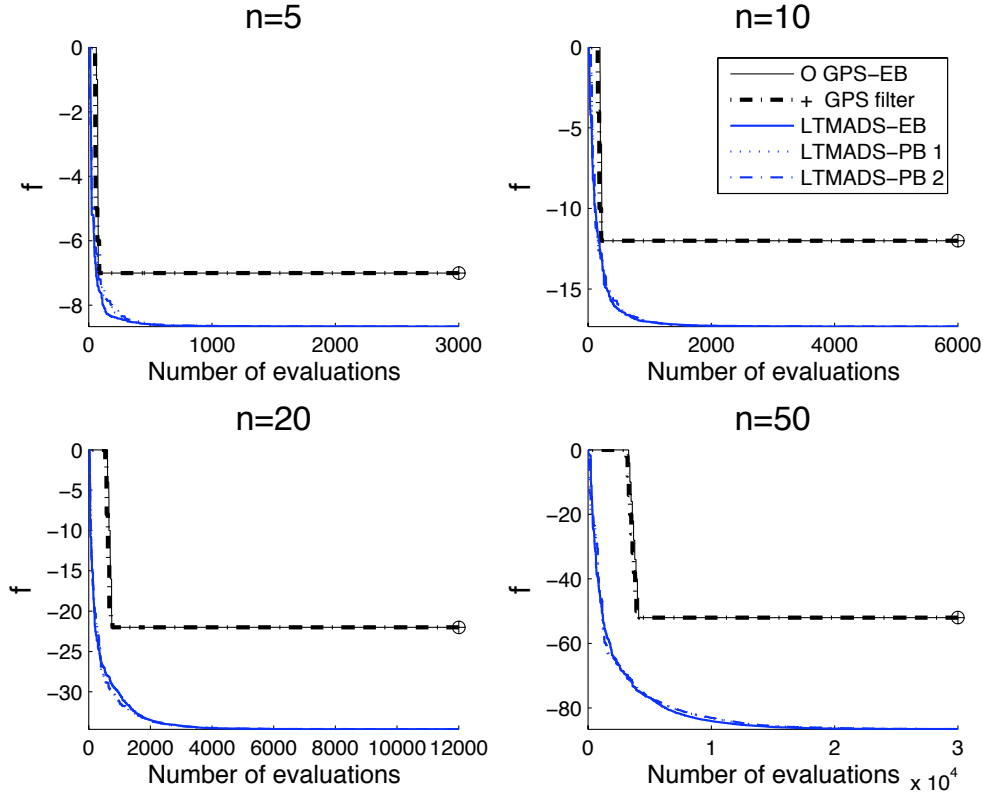 n=5
0
−2
−4
−6
−8
f
0 1000 2000 3000
Number of evaluations
n=10
0
−5
−10
−15
f
0 2000 4000 6000
Number of evaluations
O GPS−EB
+ GPS filter
LTMADS−EB
LTMADS−PB 1
LTMADS−PB 2
n=20
0
−5
−10
−15
−20
−25
−30
f
0 2000 4000 6000 8000 10000 12000
Number of evaluations
n=50
0
−20
−40
−60
−80
f
0 1 2 3
Number of evaluations x 10^4